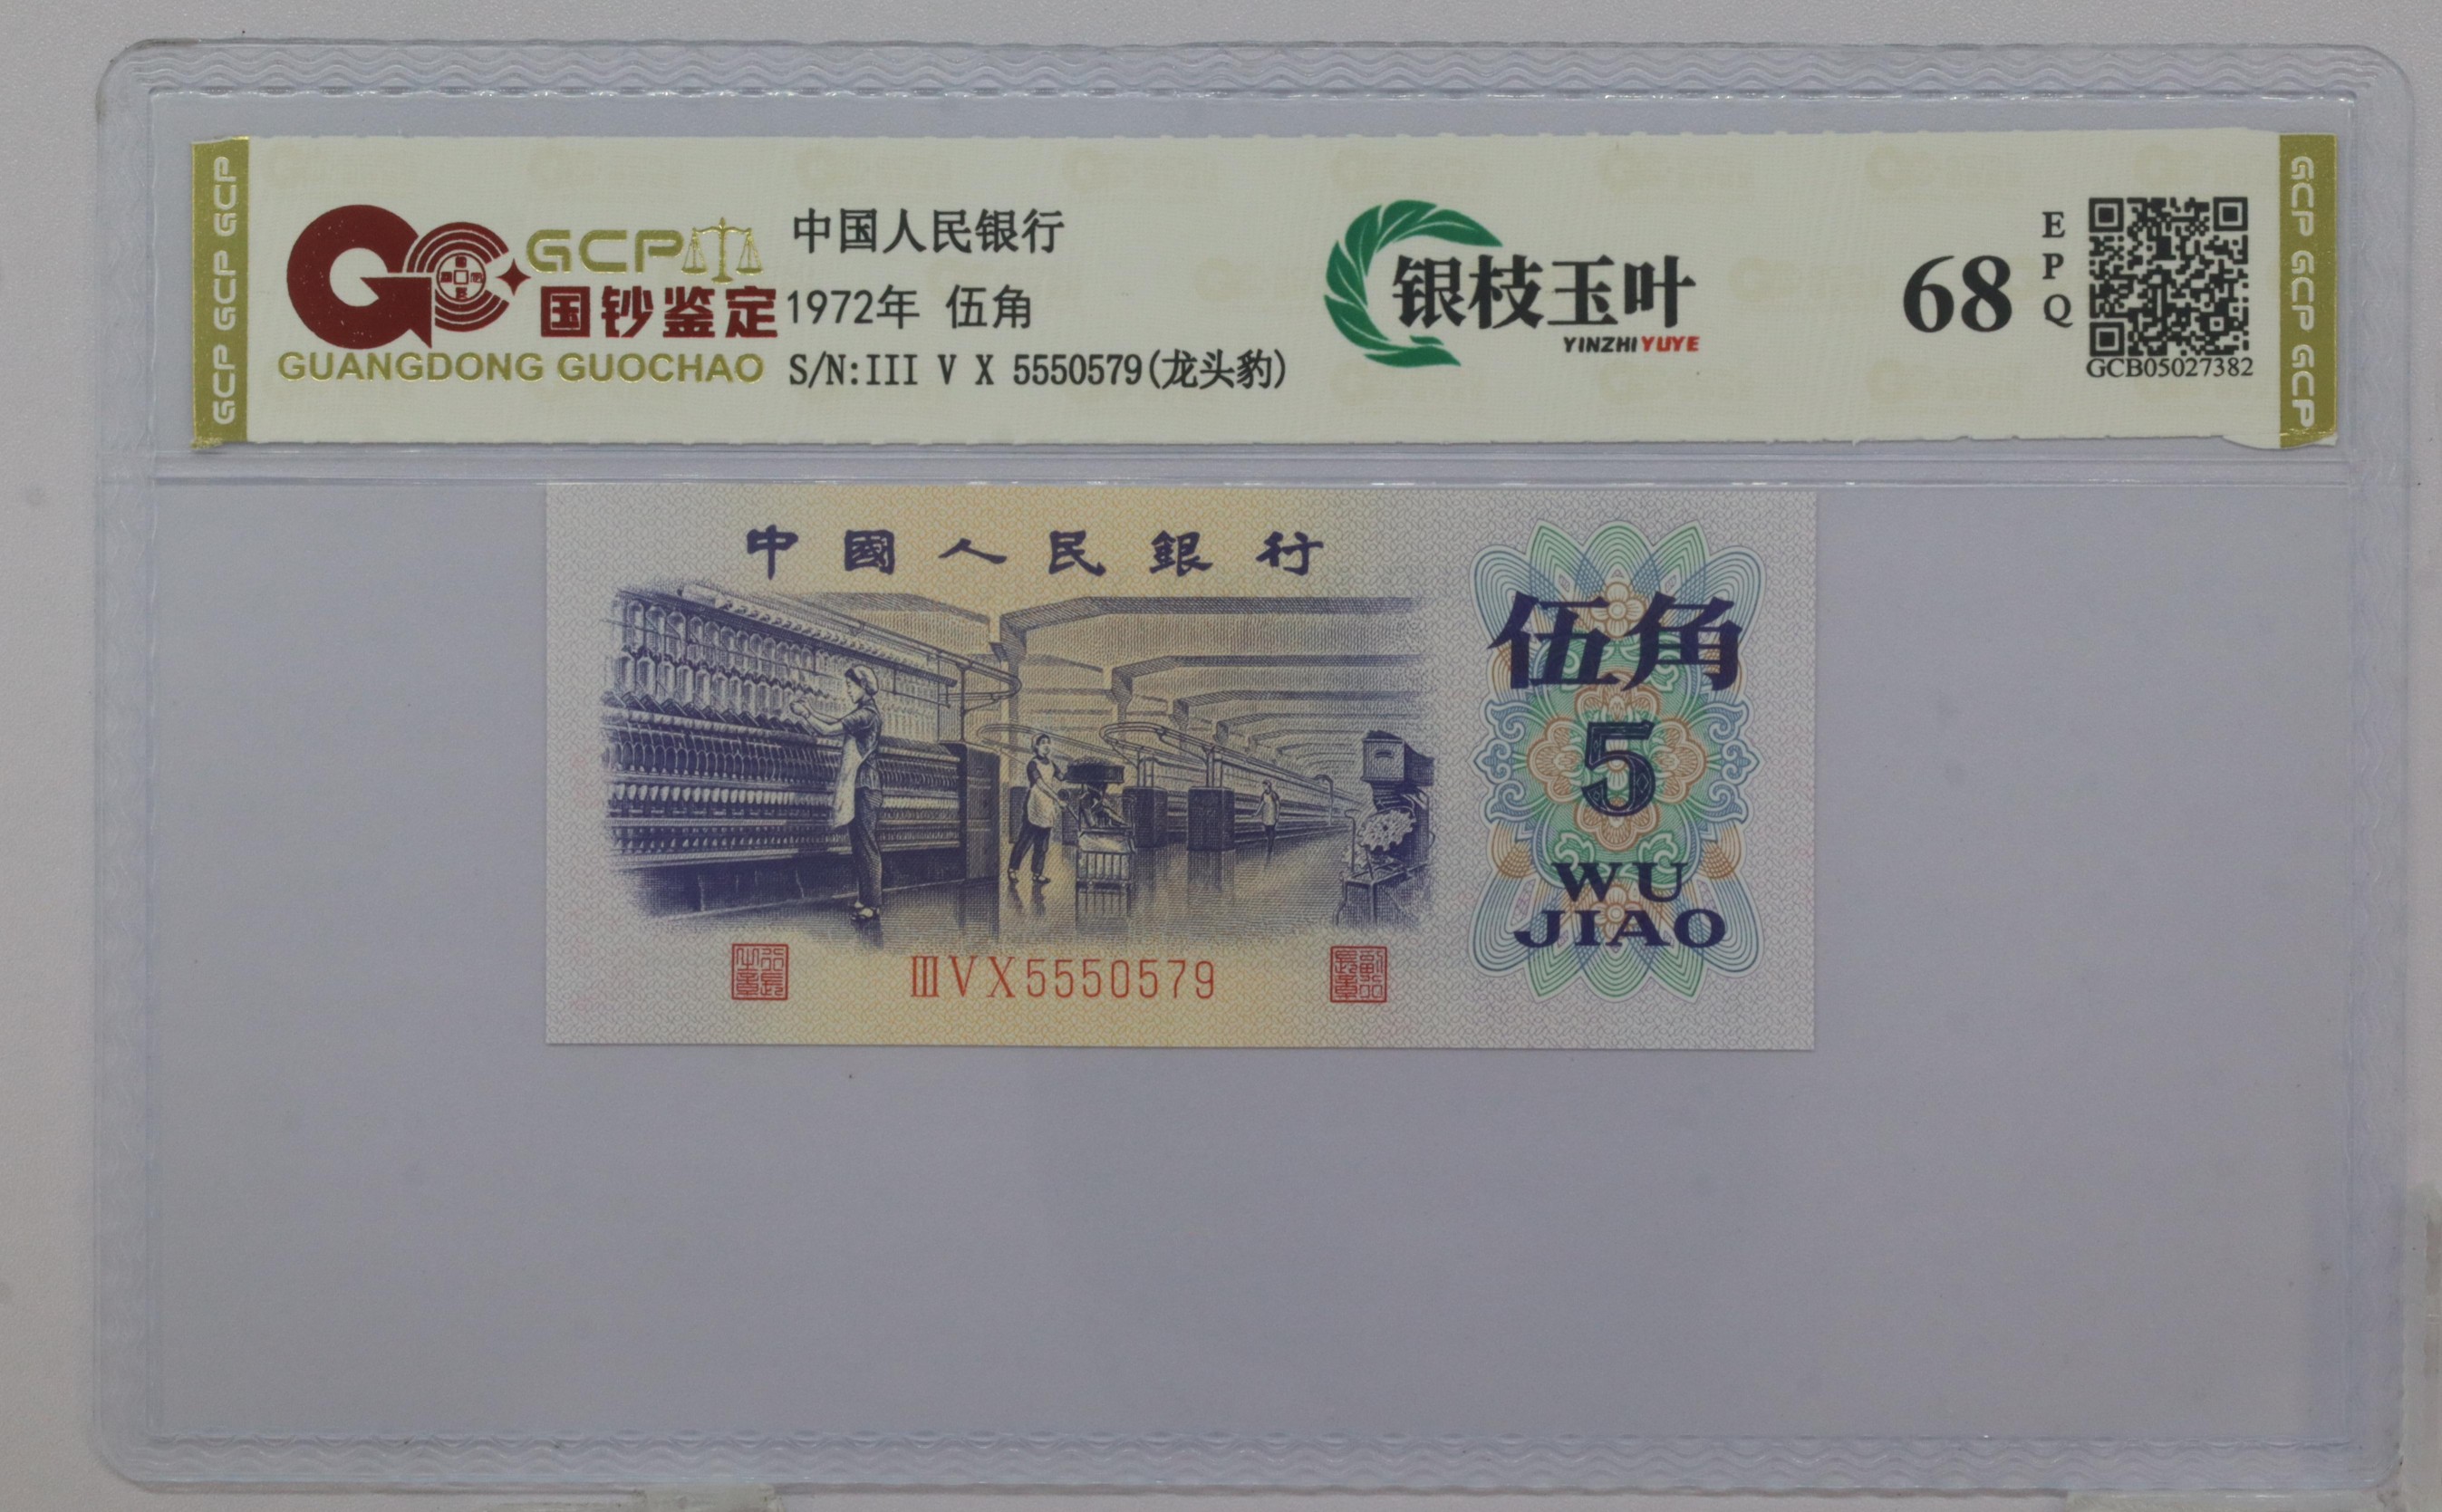 GCP GCP GCP
GCP
国钞鉴定
GUANGDONG GUOCHAO
中国人民银行
1972年 伍角
S/N:III V X 5550579(龙头豹)
银枝玉叶
YINZHIYUYE
68
EPQ
GCB05027382
GCP GCP GCP
中國人民銀行
伍角
5
WU
JIAO
ⅢⅤⅩ5550579